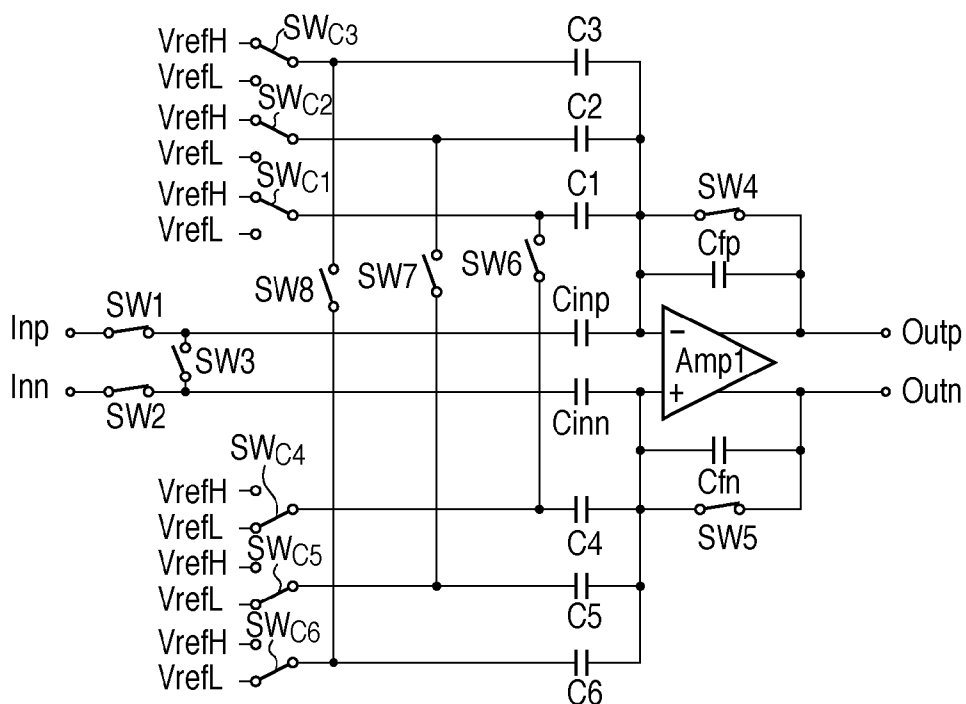 VrefH
SWC3
C3
VrefL
VrefH
SWC2
C2
VrefL
VrefH
SWC1
C1
VrefL
SW4
Cfp
SW8
SW7
SW6
SW1
Cinp
Inp
Outp
SW3
Amp1
−
+
Inn
Outn
SW2
Cinn
SWC4
VrefH
Cfn
VrefL
C4
SW5
VrefH
SWC5
VrefL
C5
VrefH
SWC6
VrefL
C6